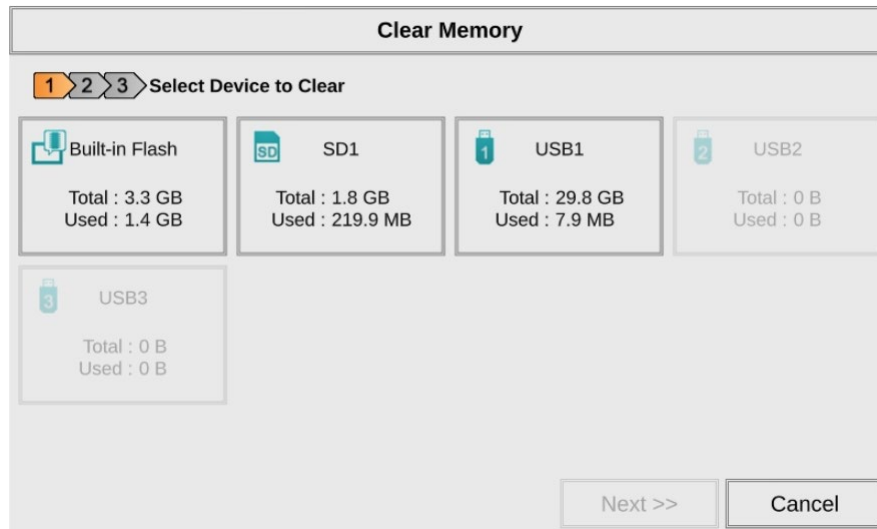 Clear Memory
1 2 3 Select Device to Clear
Built-in Flash
Total : 3.3 GB
Used : 1.4 GB
SD SD1
Total : 1.8 GB
Used : 219.9 MB
1 USB1
Total : 29.8 GB
Used : 7.9 MB
2 USB2
Total : 0 B
Used : 0 B
3 USB3
Total : 0 B
Used : 0 B
Next >>
Cancel